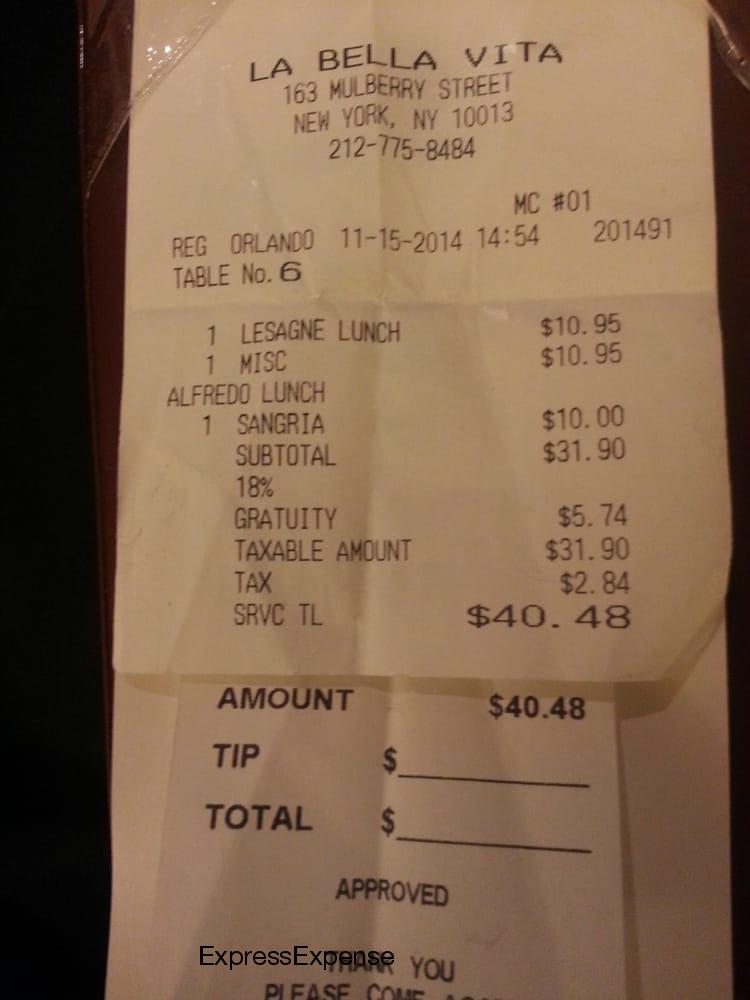 LA BELLA VITA
163 MULBERRY STREET
NEW YORK, NY 10013
212-775-8484
MC #01
REG ORLANDO 11-15-2014 14:54 201491
TABLE No. 6
1 LESAGNE LUNCH $10.95
1 MISC $10.95
ALFREDO LUNCH
1 SANGRIA $10.00
SUBTOTAL $31.90
18%
GRATUITY $5.74
TAXABLE AMOUNT $31.90
TAX $2.84
SRVC TL $40.48
AMOUNT $40.48
TIP $
TOTAL $
APPROVED
ExpressExpense
THANK YOU
PLEASE COME